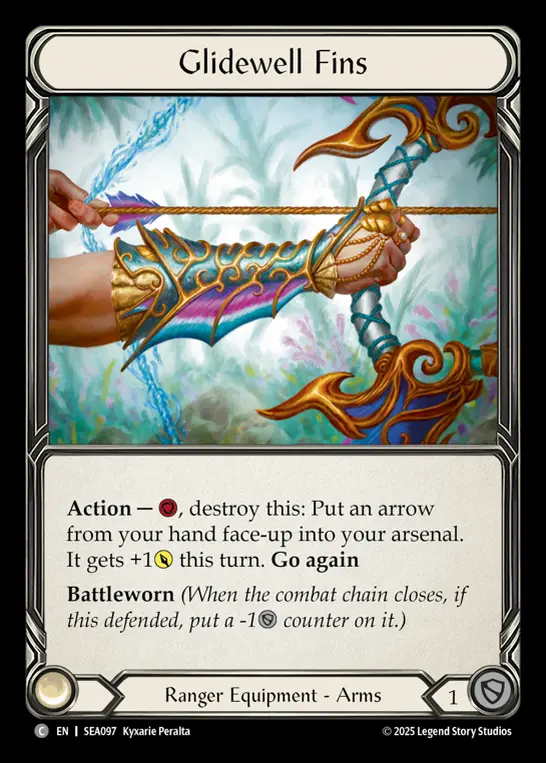 Glidewell Fins
Action — , destroy this: Put an arrow
from your hand face-up into your arsenal.
It gets +1 this turn. Go again
Battleworn (When the combat chain closes, if
this defended, put a -1 counter on it.)
Ranger Equipment - Arms
1
C EN | SEA097 Kyxarie Peralta
© 2025 Legend Story Studios